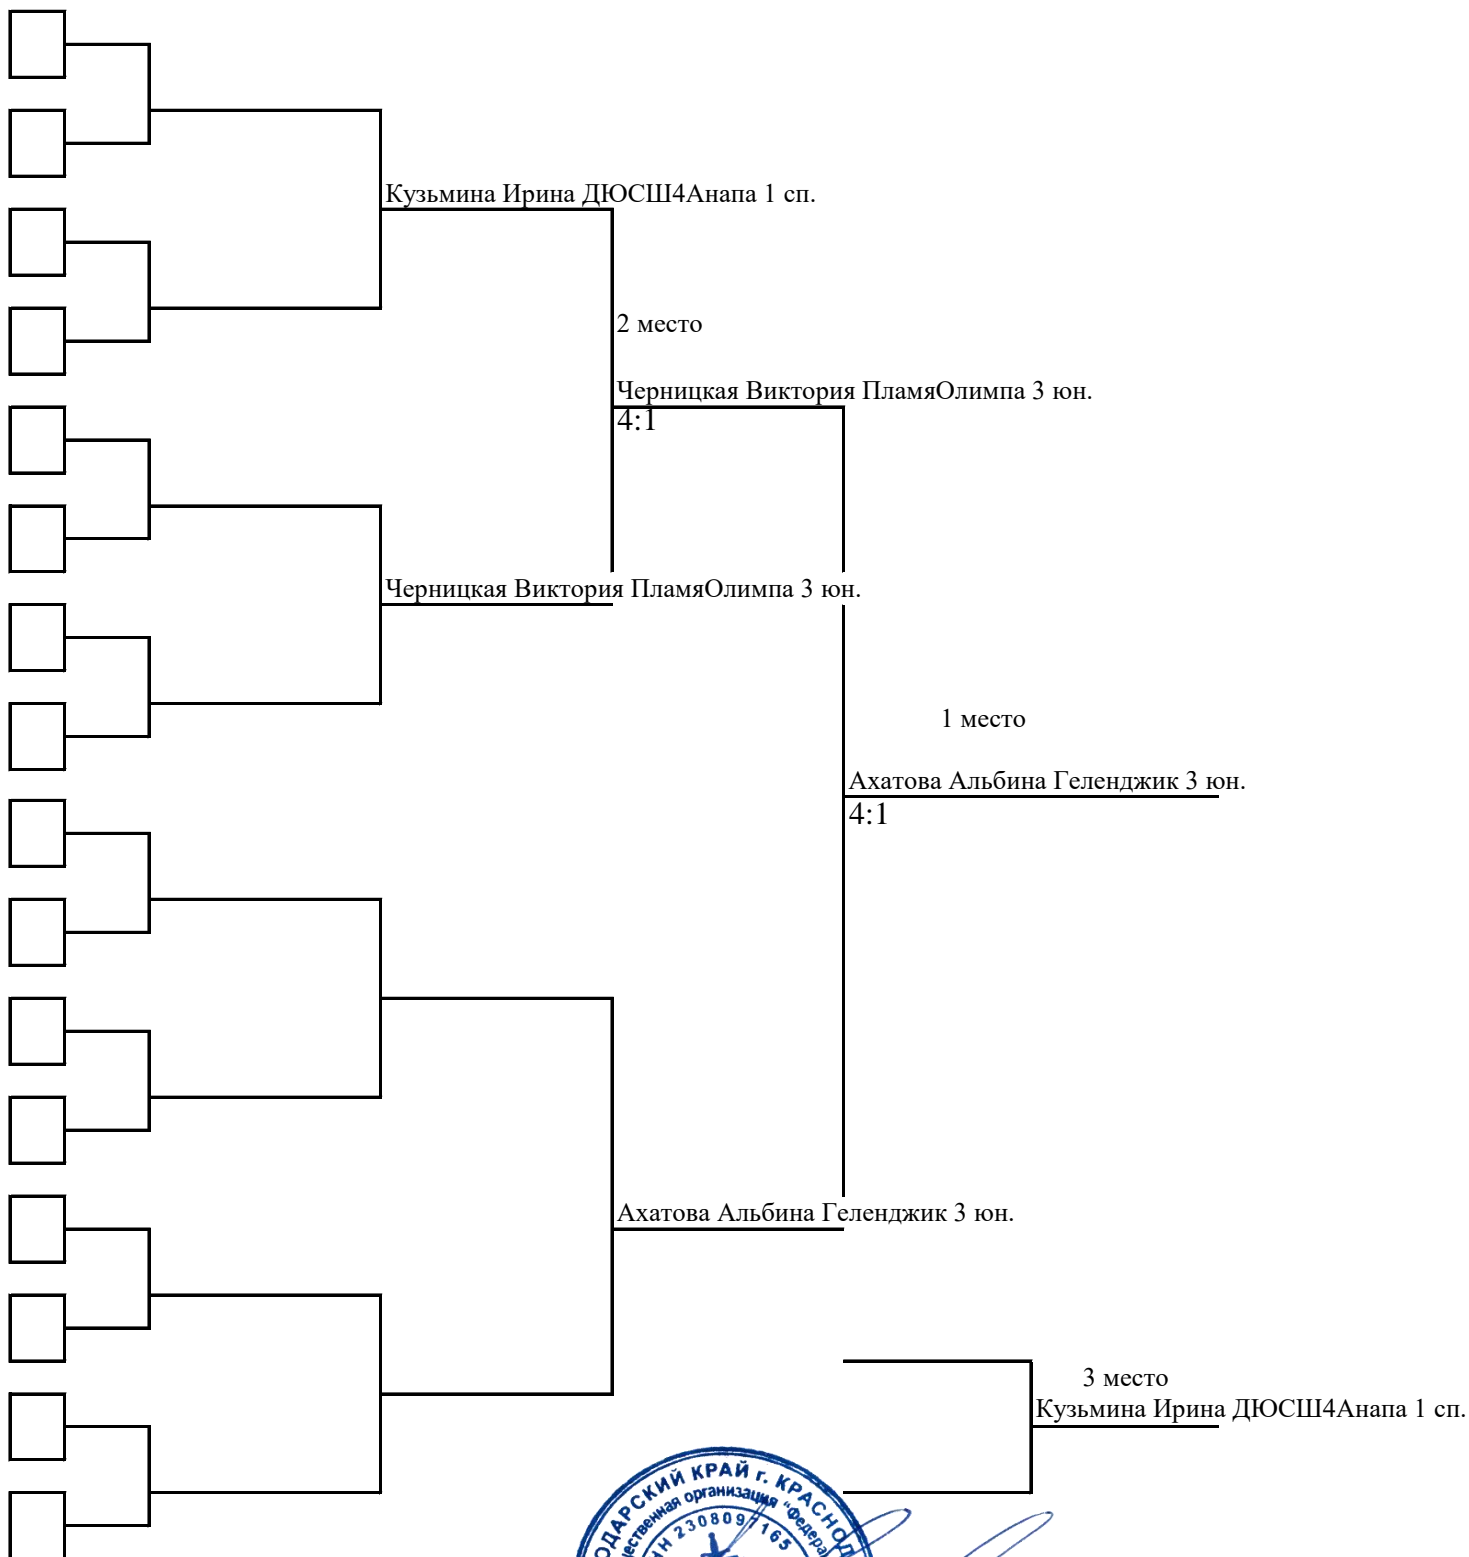 Кузьмина Ирина ДЮСШ4Анапа 1 сп.
2 место
Черницкая Виктория ПламяОлимпа 3 юн.
4:1
Черницкая Виктория ПламяОлимпа 3 юн.
1 место
Ахатова Альбина Геленджик 3 юн.
4:1
Ахатова Альбина Геленджик 3 юн.
3 место
Кузьмина Ирина ДЮСШ4Анапа 1 сп.
КРАЙ г. 
организация
2308097165